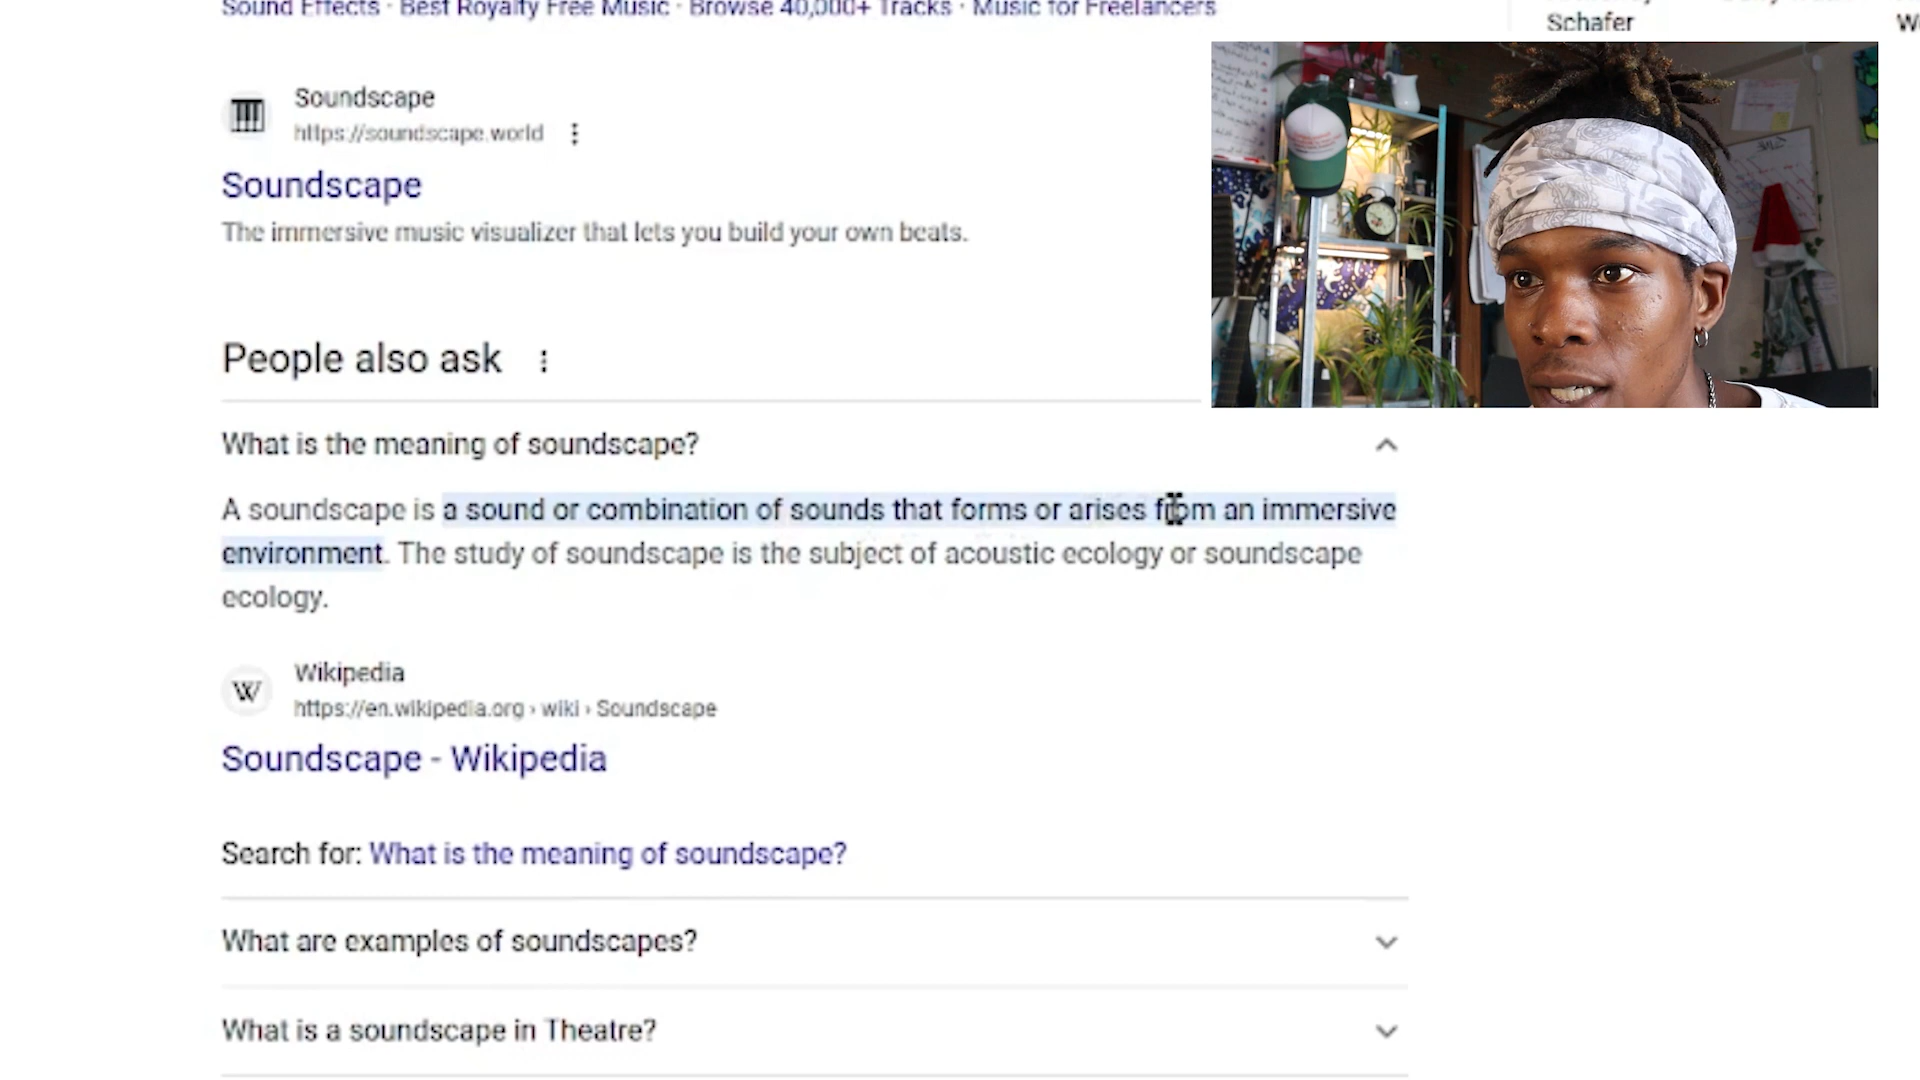 Sound Effects · Best Royalty Free Music · Browse 40,000+ Tracks · Music for Freelancers
Schafer
Soundscape
https://soundscape.world
Soundscape
The immersive music visualizer that lets you build your own beats.
People also ask
What is the meaning of soundscape?
A soundscape is a sound or combination of sounds that forms or arises from an immersive
environment. The study of soundscape is the subject of acoustic ecology or soundscape
ecology.
W
Wikipedia
https://en.wikipedia.org › wiki › Soundscape
Soundscape - Wikipedia
Search for: What is the meaning of soundscape?
What are examples of soundscapes?
What is a soundscape in Theatre?